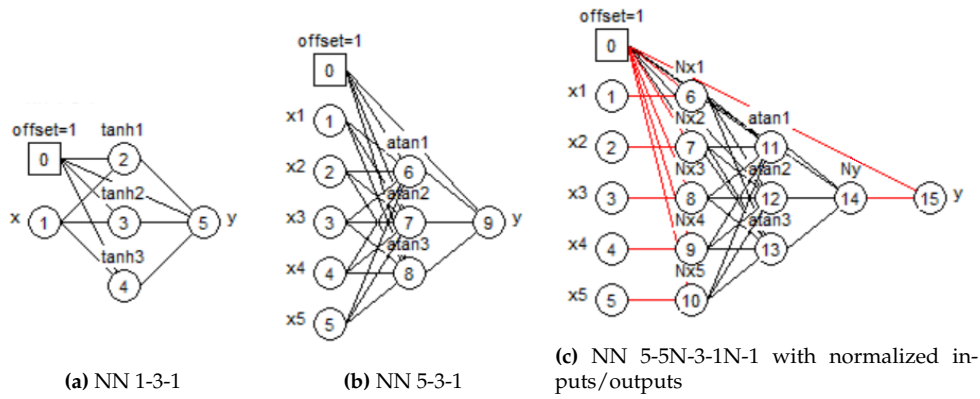 offset=1
0
tanh1
2
x
1
tanh2
3
5
y
tanh3
4
(a) NN 1-3-1
offset=1
0
x1
1
atan1
x2
2
6
atan2
x3
3
7
9
y
atan3
x4
4
8
x5
5
(b) NN 5-3-1
offset=1
0
Nx1
x1
1
6
Nx2
atan1
x2
2
7
11
Nx3
atan2
Ny
x3
3
8
12
14
15
y
Nx4
atan3
x4
4
9
13
Nx5
x5
5
10
(c) NN 5-5N-3-1N-1 with normalized in-
puts/outputs